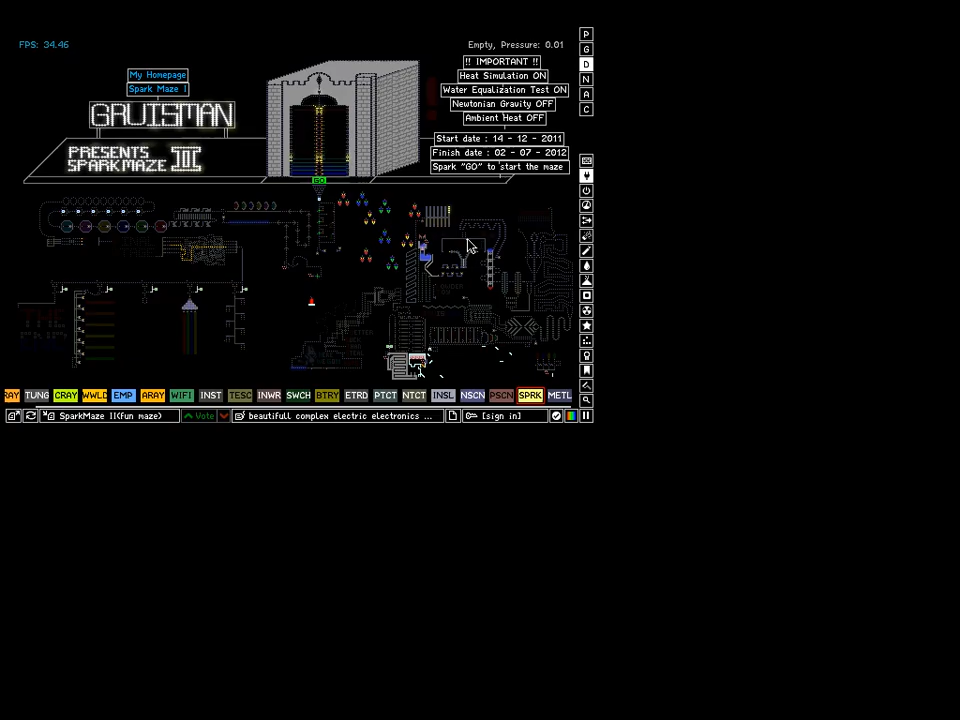 FPS: 34.46
Empty, Pressure: 0.01
P
G
D
N
A
C
!! IMPORTANT !!
Heat Simulation ON
Water Equalization Test ON
Newtonian Gravity OFF
Ambient Heat OFF
My Homepage
Spark Maze I
GRUISMAN
PRESENTS
SPARKMAZE III
Start date : 14 - 12 - 2011
Finish date : 02 - 07 - 2012
Spark "GO" to start the maze
GO
RAY TUNG CRAY WWLD EMP ARAY WIFI INST TESC INWR SWCH BTRY ETRD PTCT NTCT INSL NSCN PSCN SPRK METL
SparkMaze II(fun maze) Vote beautifull complex electric electronics ... [sign in]